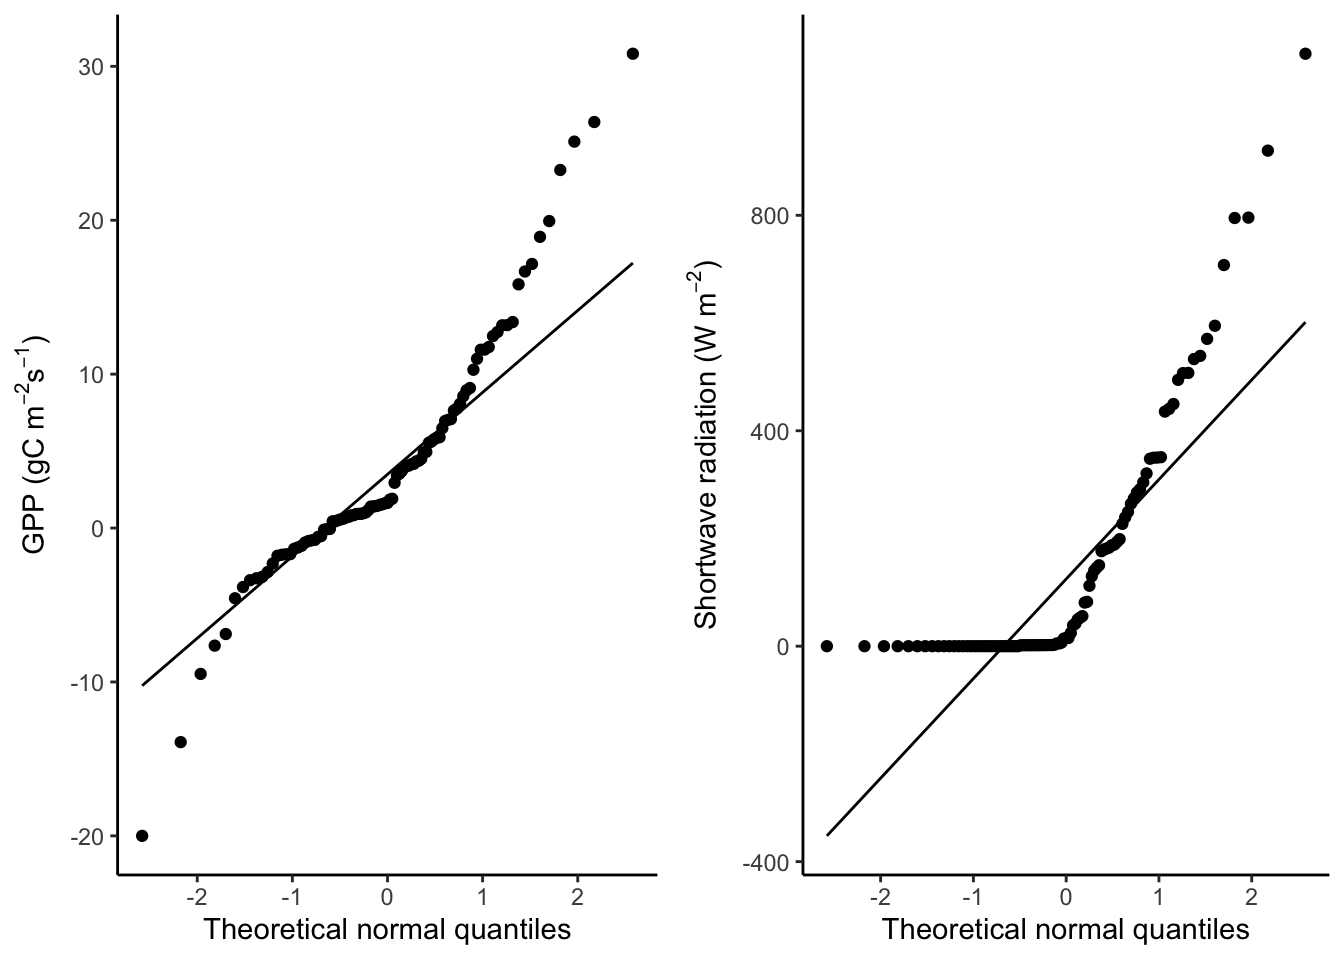 30
20
10
0
-10
-20
GPP (gC m⁻²s⁻¹)
-2 -1 0 1 2
Theoretical normal quantiles
800
400
0
-400
Shortwave radiation (W m⁻²)
-2 -1 0 1 2
Theoretical normal quantiles